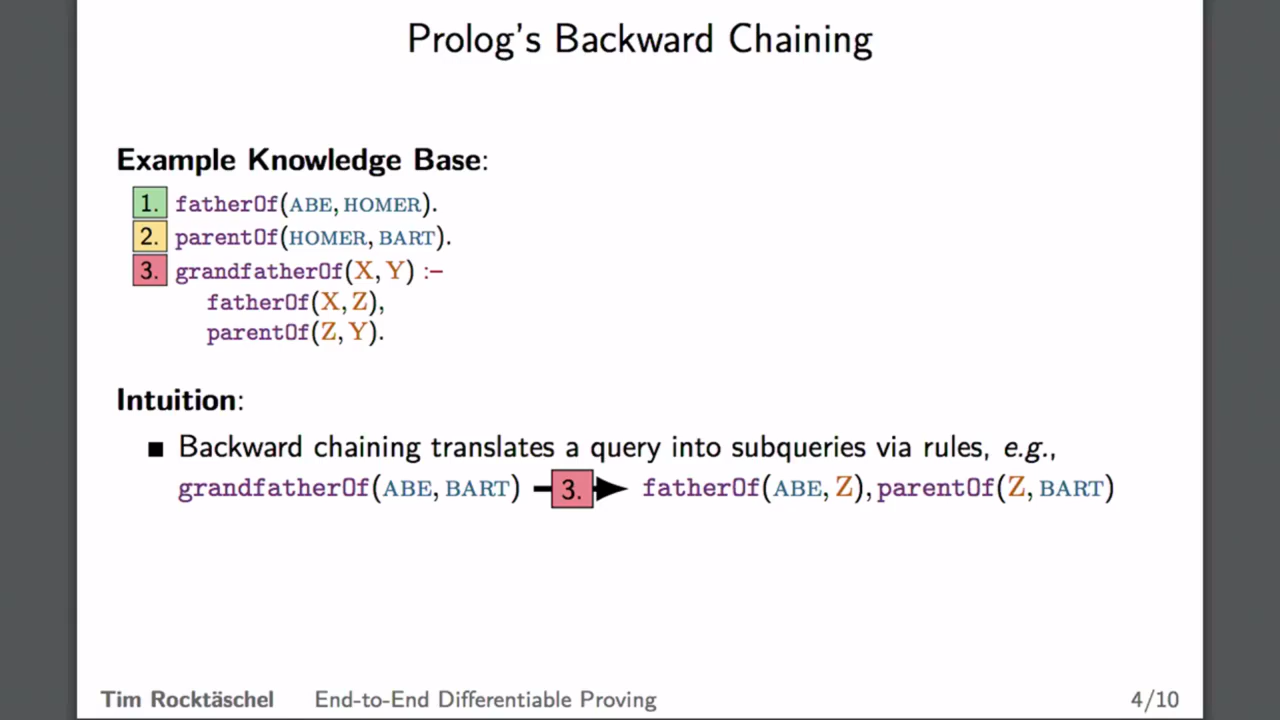 Prolog's Backward Chaining
Example Knowledge Base:
1. fatherOf(ABE, HOMER).
2. parentOf(HOMER, BART).
3. grandfatherOf(X, Y) :–
fatherOf(X, Z),
parentOf(Z, Y).
Intuition:
■ Backward chaining translates a query into subqueries via rules, e.g.,
grandfatherOf(ABE, BART) 3. fatherOf(ABE, Z), parentOf(Z, BART)
Tim Rocktäschel End-to-End Differentiable Proving 4/10